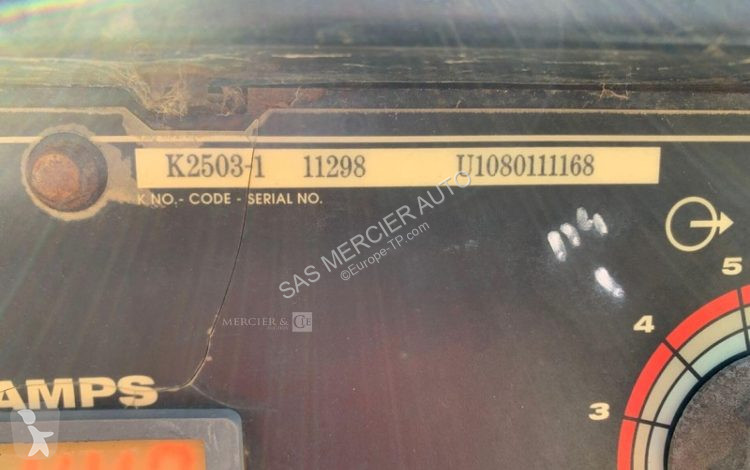 K2503-1 11298 U1080111168
K NO. - CODE - SERIAL NO.
SAS MERCIER AUTO
©Europe-TP.com
MERCIER &
5
4
3
AMPS